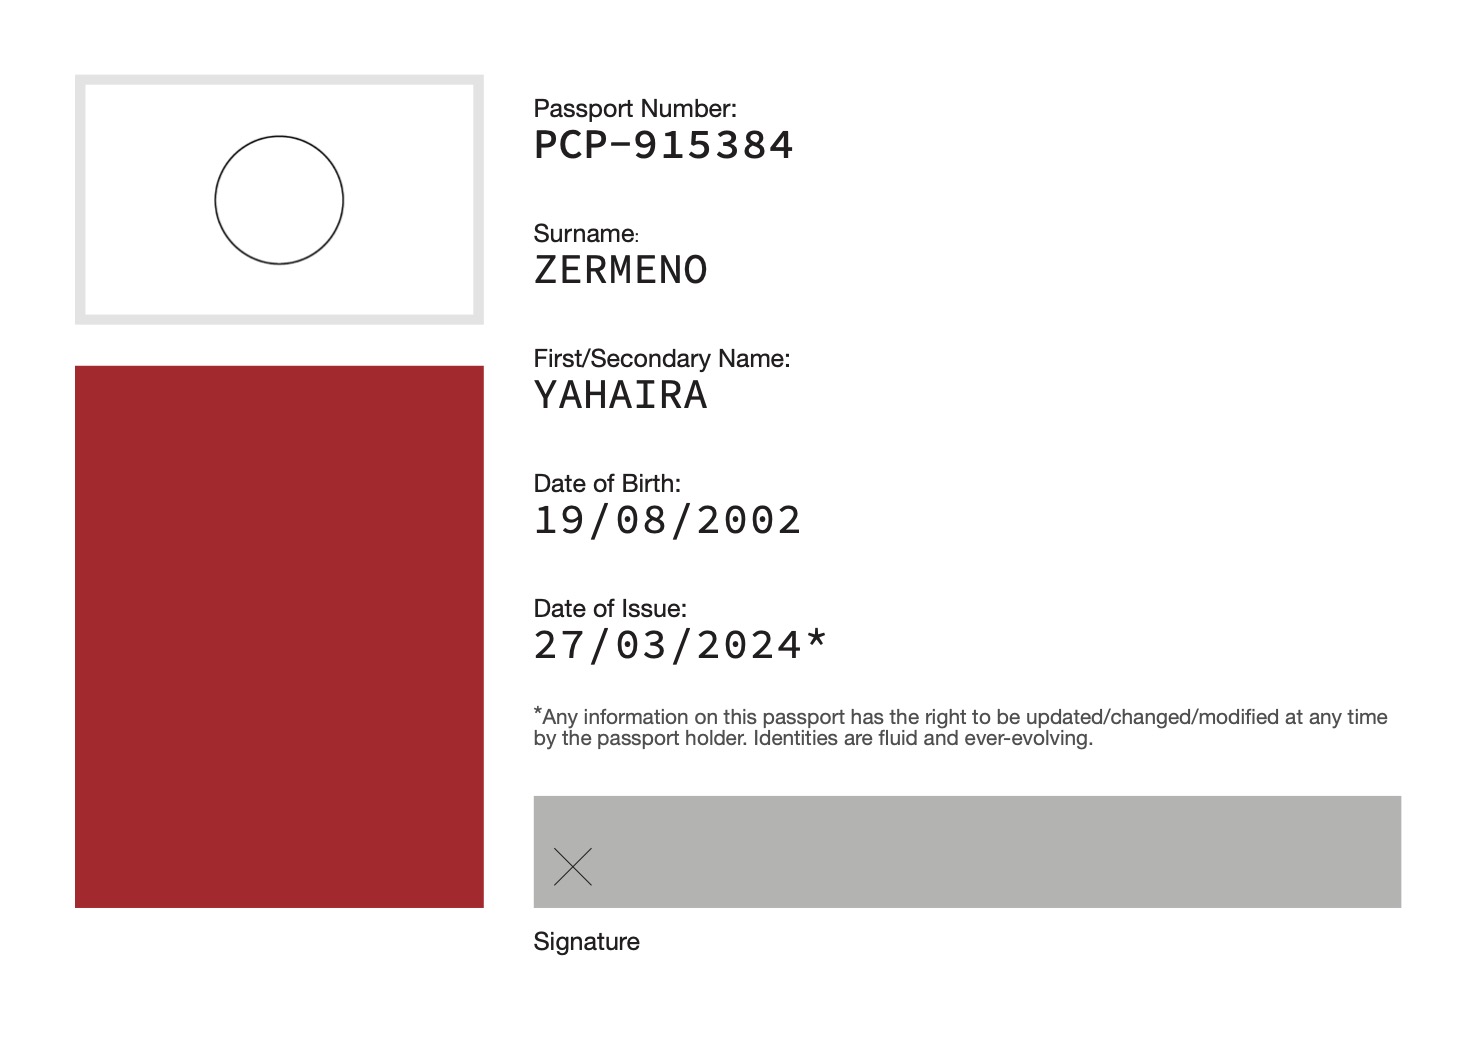 Passport Number:
PCP-915384
Surname:
ZERMENO
First/Secondary Name:
YAHAIRA
Date of Birth:
19/08/2002
Date of Issue:
27/03/2024*
*Any information on this passport has the right to be updated/changed/modified at any time
by the passport holder. Identities are fluid and ever-evolving.
Signature